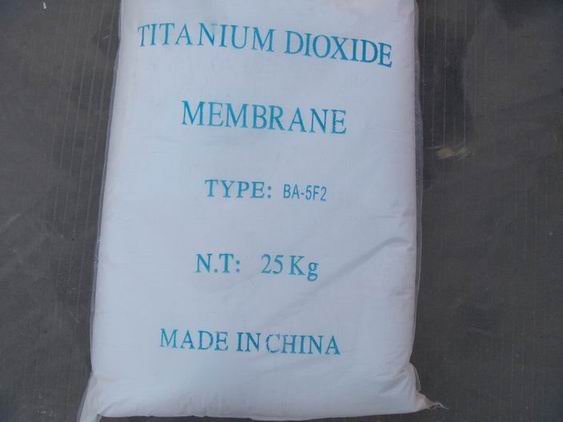 TITANIUM DIOXIDE
MEMBRANE
TYPE: BA-5F2
N.T: 25Kg
MADE IN CHINA